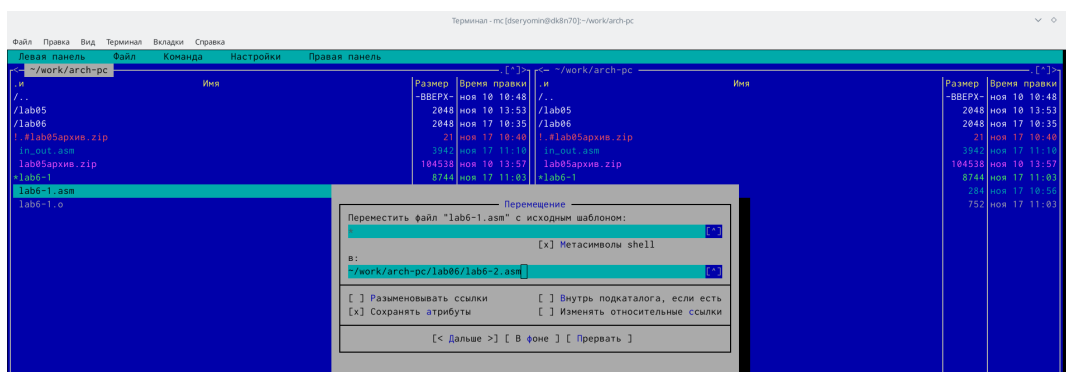 Терминал - mc [dseryomin@dk8n70]:~/work/arch-pc
Файл Правка Вид Терминал Вкладки Справка
Левая панель Файл Команда Настройки Правая панель
<- ~/work/arch-pc .[^]> <- ~/work/arch-pc .[^]>
.и Имя Размер Время правки .и Имя Размер Время правки
/.. -ВВЕРХ- ноя 10 10:48 /.. -ВВЕРХ- ноя 10 10:48
/lab05 2048 ноя 10 13:53 /lab05 2048 ноя 10 13:53
/lab06 2048 ноя 17 10:35 /lab06 2048 ноя 17 10:35
!.#lab05архив.zip 21 ноя 17 10:40 !.#lab05архив.zip 21 ноя 17 10:40
in_out.asm 3942 ноя 17 11:10 in_out.asm 3942 ноя 17 11:10
lab05архив.zip 104538 ноя 10 13:57 lab05архив.zip 104538 ноя 10 13:57
*lab6-1 8744 ноя 17 11:03 *lab6-1 8744 ноя 17 11:03
lab6-1.asm 284 ноя 17 10:56
lab6-1.o 752 ноя 17 11:03
Перемещение
Переместить файл "lab6-1.asm" с исходным шаблоном:
* [^]
[x] Метасимволы shell
в:
~/work/arch-pc/lab06/lab6-2.asm [^]
[ ] Разыменовывать ссылки [ ] Внутрь подкаталога, если есть
[x] Сохранять атрибуты [ ] Изменять относительные ссылки
[< Дальше >] [ В фоне ] [ Прервать ]